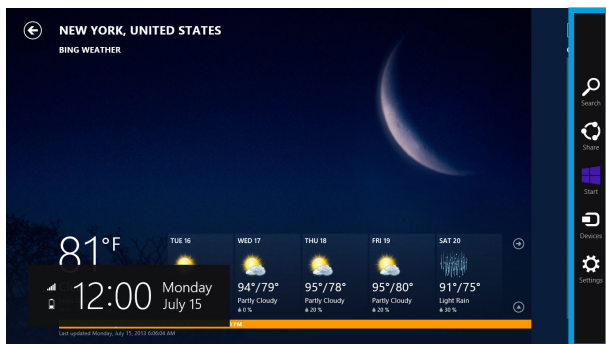 NEW YORK, UNITED STATES
BING WEATHER
Search
Share
Start
Devices
Settings
81°F
TUE 16
WED 17
94°/79°
Partly Cloudy
0 %
THU 18
95°/78°
Partly Cloudy
20 %
FRI 19
95°/80°
Partly Cloudy
20 %
SAT 20
91°/75°
Light Rain
30 %
12:00
Monday
July 15
PM
Last updated Monday, July 15, 2013 6:06:04 AM